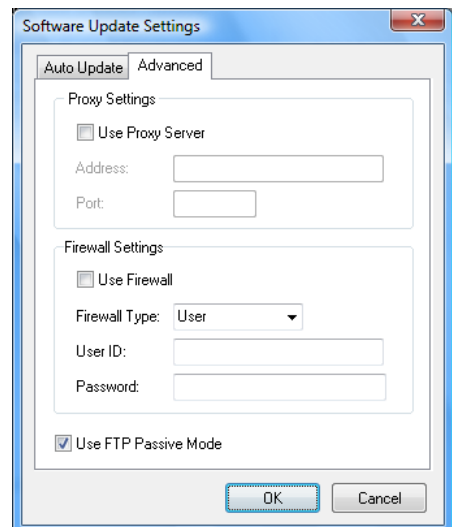 Software Update Settings
Auto Update Advanced
Proxy Settings
Use Proxy Server
Address:
Port:
Firewall Settings
Use Firewall
Firewall Type: User
User ID:
Password:
Use FTP Passive Mode
OK Cancel